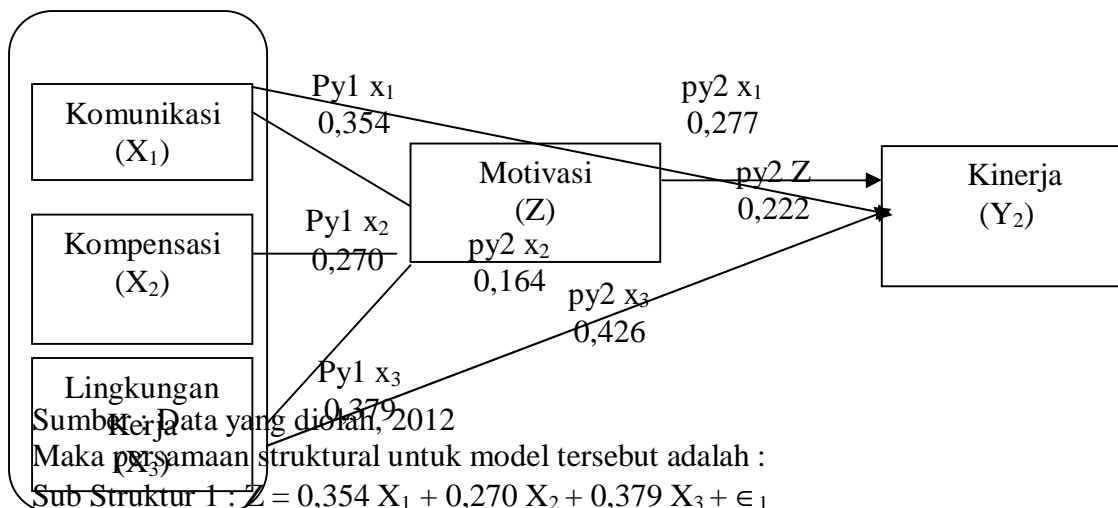 Py1 x₁
0,354
py2 x₁
0,277
Komunikasi
(X₁)
Motivasi
(Z)
py2 Z
0,222
Kinerja
(Y₂)
Py1 x₂
0,270
Kompensasi
(X₂)
py2 x₂
0,164
py2 x₃
0,426
Py1 x₃
0,379
Lingkungan
Kerja
(X₃)
Sumber : Data yang diolah, 2012
Maka persamaan struktural untuk model tersebut adalah :
Sub Struktur 1 : Z = 0,354 X₁ + 0,270 X₂ + 0,379 X₃ + ∈₁